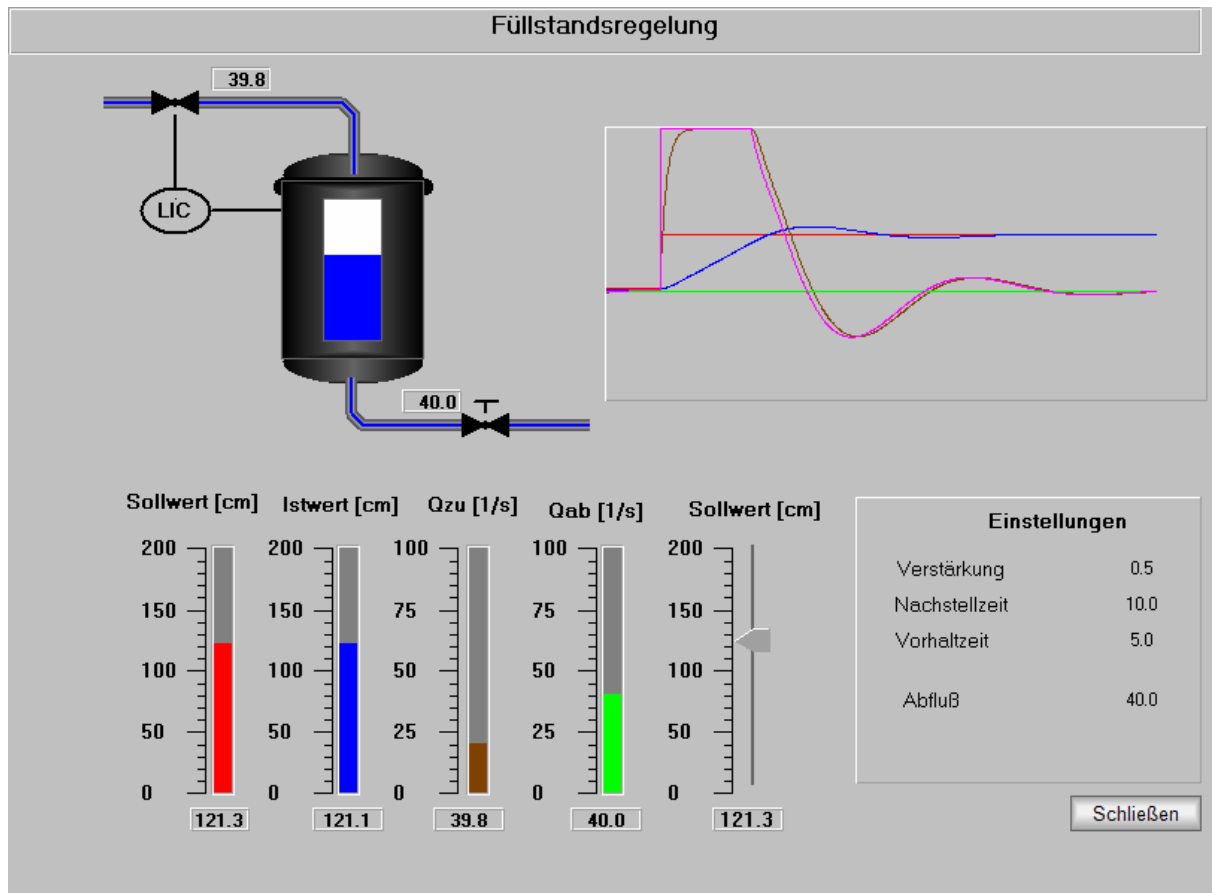 Füllstandsregelung
39.8
LIC
40.0
Sollwert [cm] Istwert [cm] Qzu [1/s] Qab [1/s] Sollwert [cm]
200 200 100 100 200
150 150 75 75 150
100 100 50 50 100
50 50 25 25 50
0 0 0 0 0
121.3 121.1 39.8 40.0 121.3
Einstellungen
Verstärkung 0.5
Nachstellzeit 10.0
Vorhaltzeit 5.0
Abfluß 40.0
Schließen